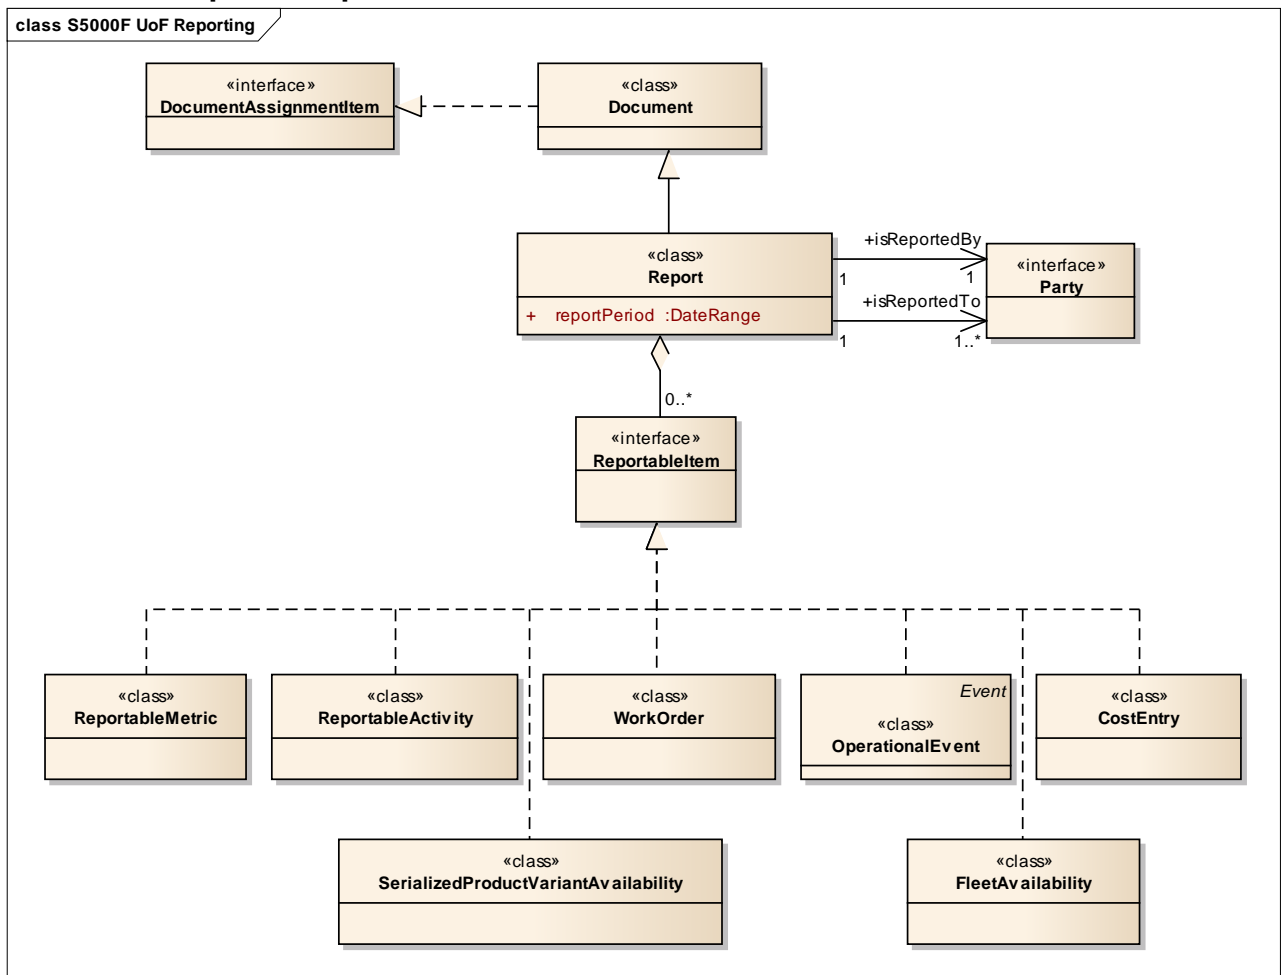 class S5000F UoF Reporting
«interface»
DocumentAssignmentItem
«class»
Document
«class»
Report
+ reportPeriod :DateRange
+isReportedBy
1
1
+isReportedTo
1
1..*
«interface»
Party
0..*
«interface»
ReportableItem
«class»
ReportableMetric
«class»
ReportableActivity
«class»
WorkOrder
Event
«class»
OperationalEvent
«class»
CostEntry
«class»
SerializedProductVariantAvailability
«class»
FleetAvailability